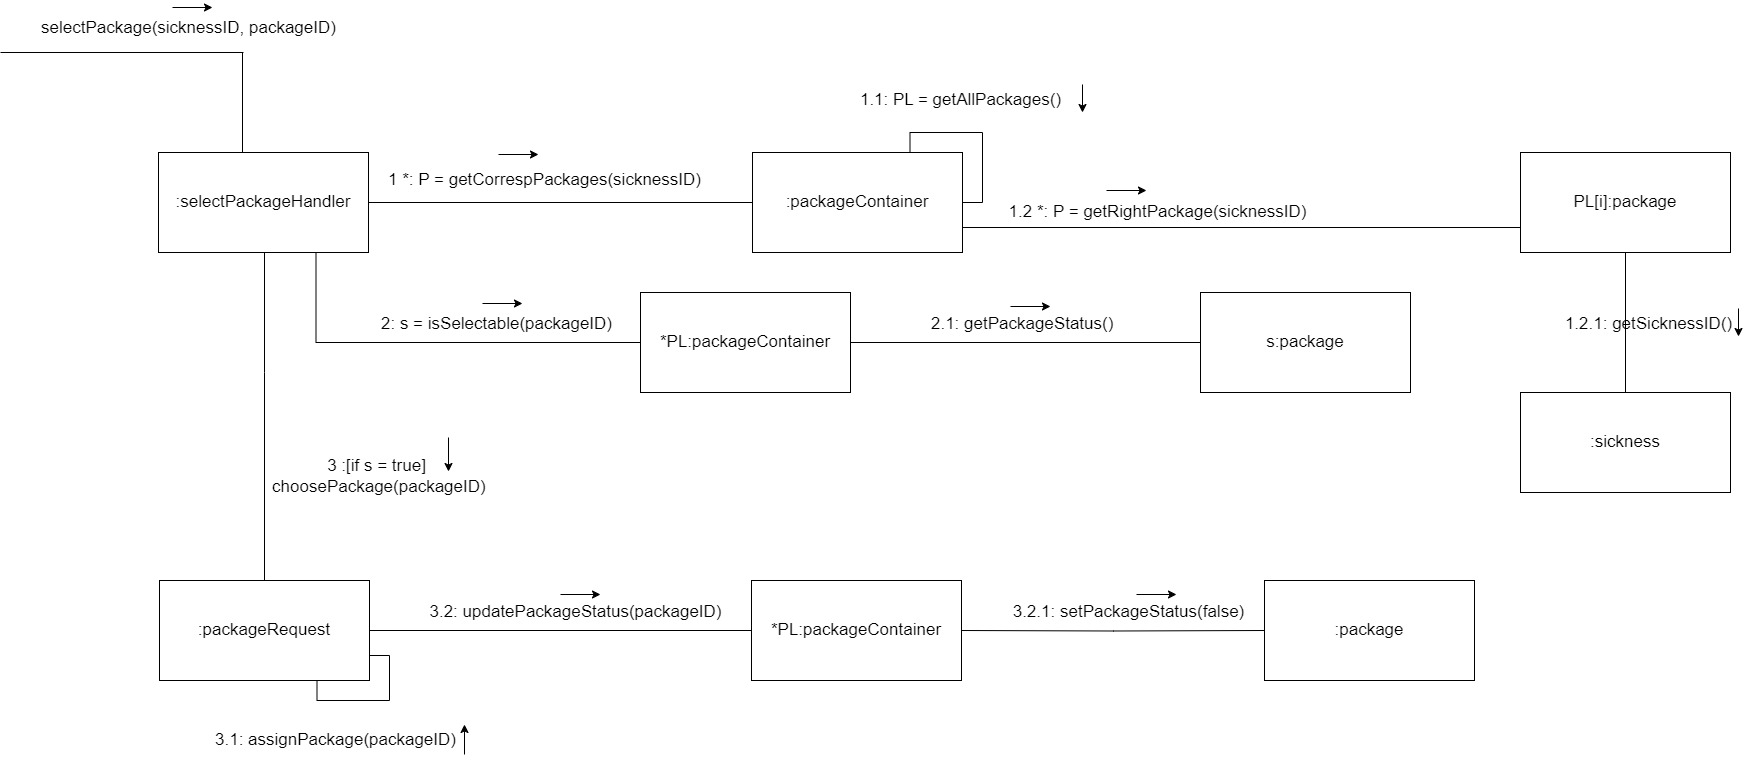 selectPackage(sicknessID, packageID)
1.1: PL = getAllPackages()
:selectPackageHandler
1 *: P = getCorrespPackages(sicknessID)
:packageContainer
1.2 *: P = getRightPackage(sicknessID)
PL[i]:package
2: s = isSelectable(packageID)
*PL:packageContainer
2.1: getPackageStatus()
s:package
1.2.1: getSicknessID()
:sickness
3 :[if s = true]
choosePackage(packageID)
:packageRequest
3.2: updatePackageStatus(packageID)
*PL:packageContainer
3.2.1: setPackageStatus(false)
:package
3.1: assignPackage(packageID)